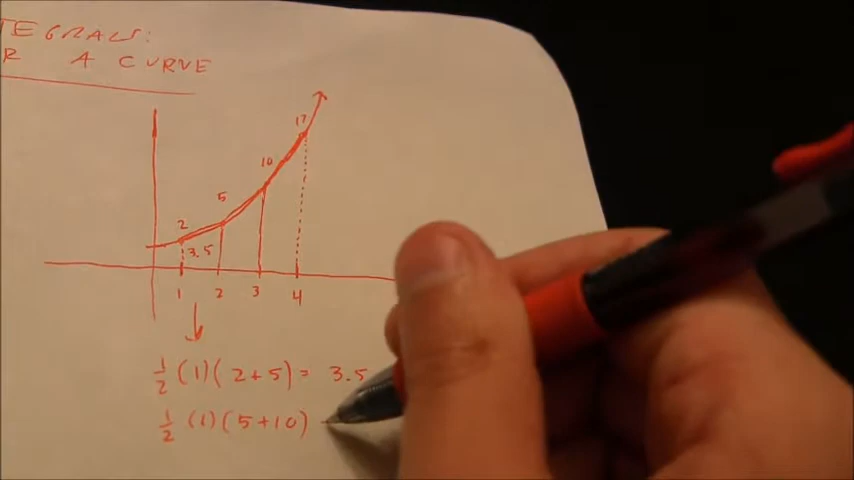 TEGRALS:
R A CURVE
17
10
5
2
3.5
1 2 3 4
1/2 (1)(2+5) = 3.5
1/2 (1)(5+10)